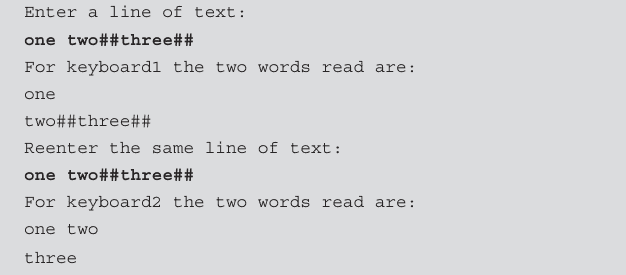 Enter a line of text:
one two##three##
For keyboard1 the two words read are:
one
two##three##
Reenter the same line of text:
one two##three##
For keyboard2 the two words read are:
one two
three